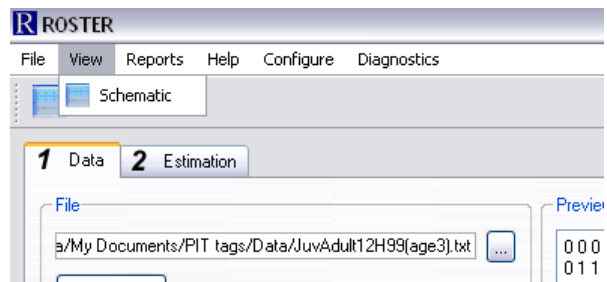 R ROSTER
File View Reports Help Configure Diagnostics
Schematic
1 Data 2 Estimation
File
a/My Documents/PIT tags/Data/JuvAdult12H99(age3).txt ...
Preview
0 0 0
0 1 1